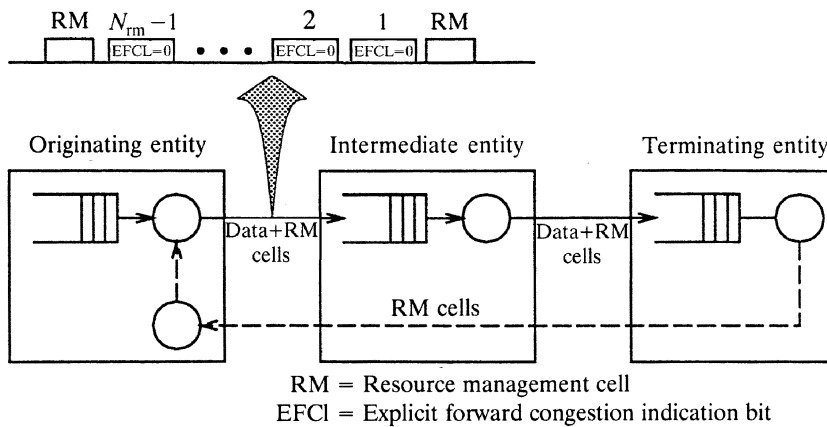 RM N_rm −1 2 1 RM
EFCL=0 • • • EFCL=0 EFCL=0
Originating entity Intermediate entity Terminating entity
Data+RM Data+RM
cells cells
RM cells
RM = Resource management cell
EFCl = Explicit forward congestion indication bit